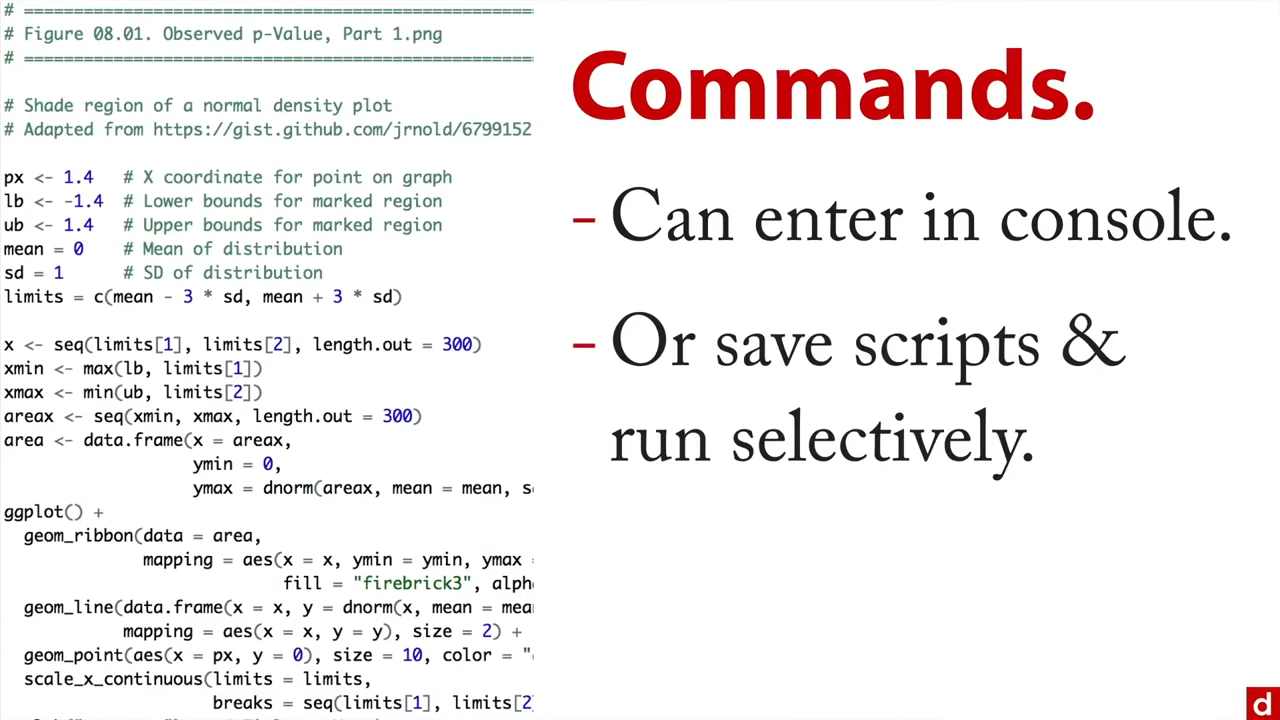 # ====================================================
# Figure 08.01. Observed p-Value, Part 1.png
# ====================================================
# Shade region of a normal density plot
# Adapted from https://gist.github.com/jrnold/6799152
px <- 1.4   # X coordinate for point on graph
lb <- -1.4  # Lower bounds for marked region
ub <- 1.4   # Upper bounds for marked region
mean = 0    # Mean of distribution
sd = 1      # SD of distribution
limits = c(mean - 3 * sd, mean + 3 * sd)
x <- seq(limits[1], limits[2], length.out = 300)
xmin <- max(lb, limits[1])
xmax <- min(ub, limits[2])
areax <- seq(xmin, xmax, length.out = 300)
area <- data.frame(x = areax,
ymin = 0,
ymax = dnorm(areax, mean = mean,
ggplot() +
geom_ribbon(data = area,
mapping = aes(x = x, ymin = ymin, ymax =
fill = "firebrick3",
geom_line(data.frame(x = x, y = dnorm(x, mean =
mapping = aes(x = x, y = y), size = 2) +
geom_point(aes(x = px, y = 0), size = 10, color = "
scale_x_continuous(limits = limits,
breaks = seq(limits[1], limits[2]
Commands.
– Can enter in console.
– Or save scripts &
run selectively.
d